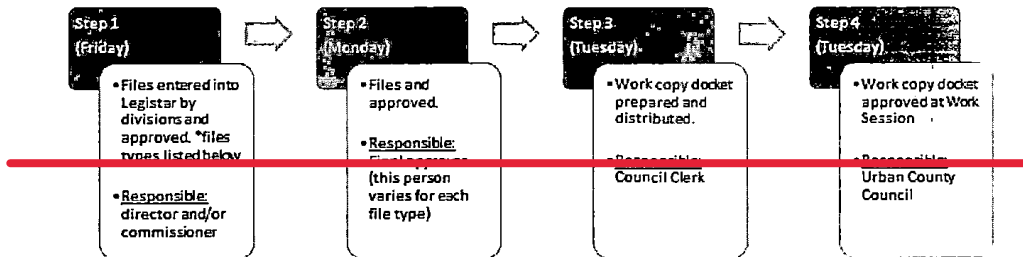 Step 1
(Friday)
•Files entered into
Legistar by
divisions and
approved. *files
types listed below
•Responsible:
director and/or
commissioner
Step 2
(Monday)
•Files and
approved.
•Responsible:
(this person
varies for each
file type)
Step 3
(Tuesday)
•Work copy docket
prepared and
distributed.
•Responsible:
Council Clerk
Step 4
(Tuesday)
•Work copy docket
approved at Work
Session
•Responsible:
Urban County
Council